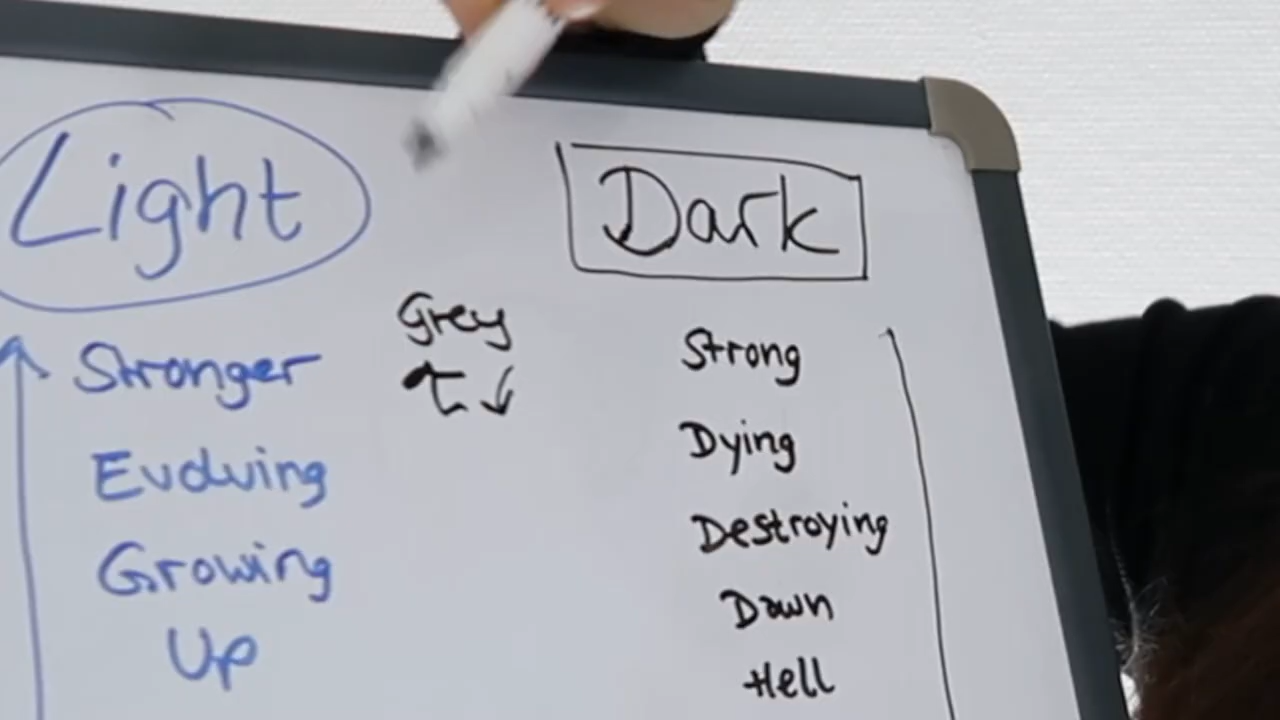 Light
Stronger
Evolving
Growing
Up
Grey
Dark
Strong
Dying
Destroying
Down
Hell